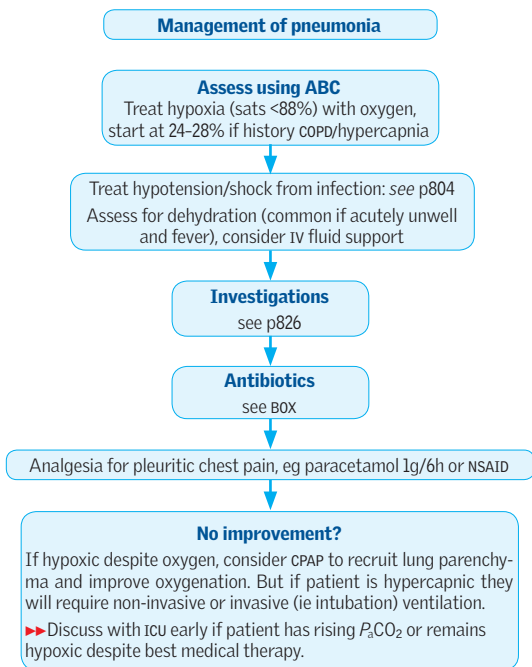 Management of pneumonia
Assess using ABC
Treat hypoxia (sats <88%) with oxygen,
start at 24–28% if history COPD/hypercapnia
Treat hypotension/shock from infection: see p804
Assess for dehydration (common if acutely unwell
and fever), consider IV fluid support
Investigations
see p826
Antibiotics
see BOX
Analgesia for pleuritic chest pain, eg paracetamol 1g/6h or NSAID
No improvement?
If hypoxic despite oxygen, consider CPAP to recruit lung parenchy-
ma and improve oxygenation. But if patient is hypercapnic they
will require non-invasive or invasive (ie intubation) ventilation.
▶▶Discuss with ICU early if patient has rising PaCO2 or remains
hypoxic despite best medical therapy.